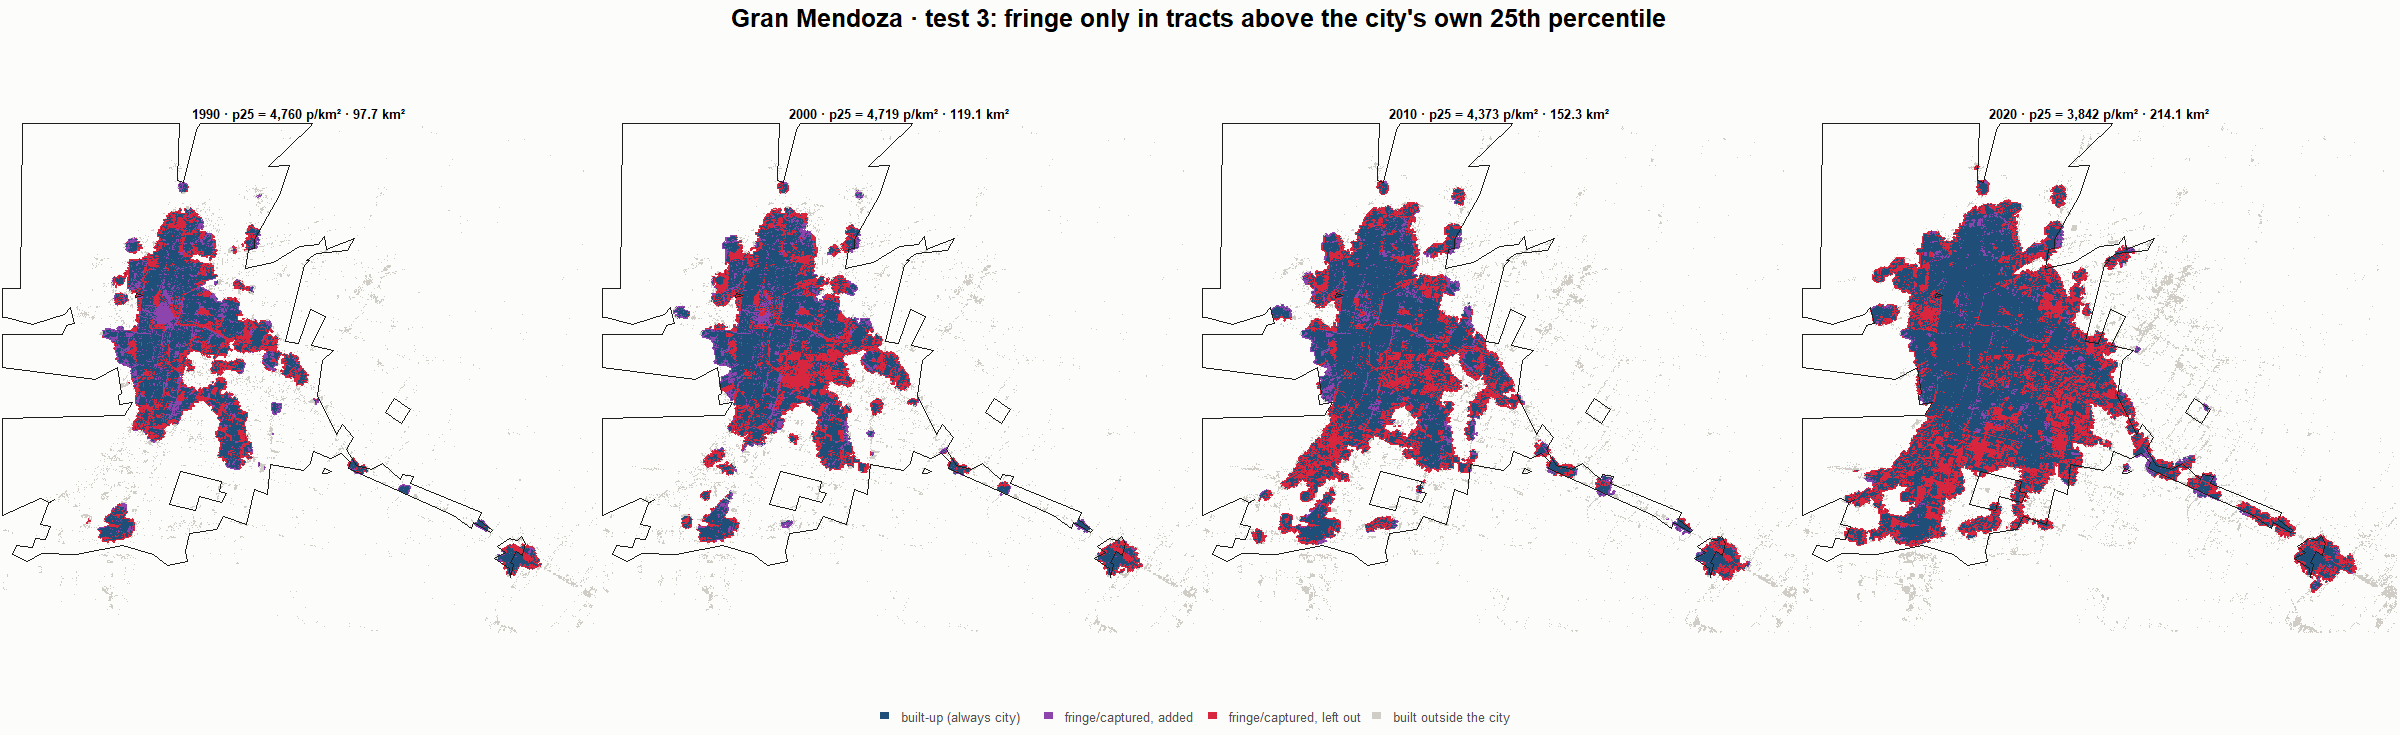 Gran Mendoza · test 3: fringe only in tracts above the city's own 25th percentile
1990 · p25 = 4,760 p/km² · 97.7 km²
2000 · p25 = 4,719 p/km² · 119.1 km²
2010 · p25 = 4,373 p/km² · 152.3 km²
2020 · p25 = 3,842 p/km² · 214.1 km²
built-up (always city) fringe/captured, added fringe/captured, left out built outside the city